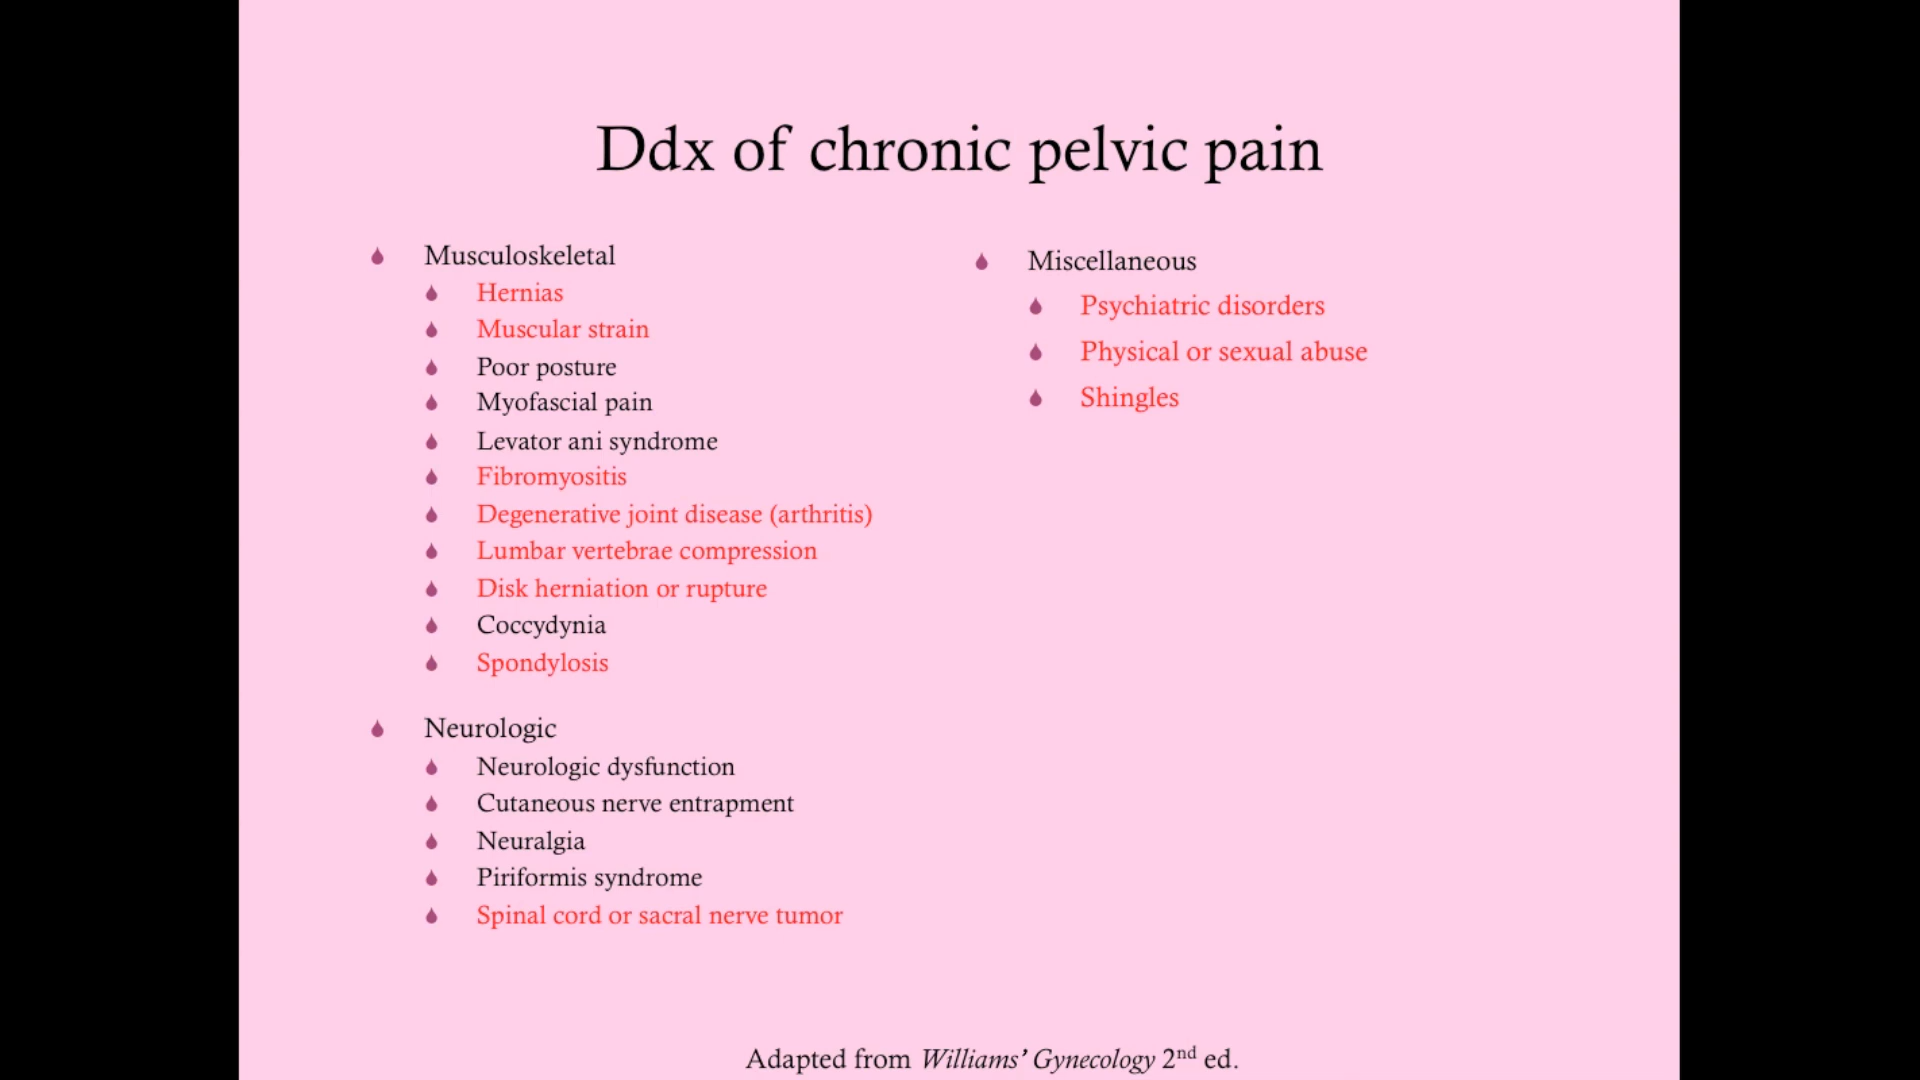 Ddx of chronic pelvic pain
Musculoskeletal
Hernias
Muscular strain
Poor posture
Myofascial pain
Levator ani syndrome
Fibromyositis
Degenerative joint disease (arthritis)
Lumbar vertebrae compression
Disk herniation or rupture
Coccydynia
Spondylosis
Neurologic
Neurologic dysfunction
Cutaneous nerve entrapment
Neuralgia
Piriformis syndrome
Spinal cord or sacral nerve tumor
Miscellaneous
Psychiatric disorders
Physical or sexual abuse
Shingles
Adapted from Williams’ Gynecology 2nd ed.